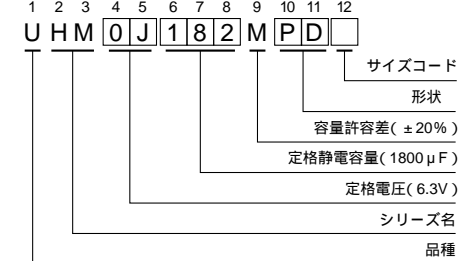 1 2 3 4 5 6 7 8 9 10 11 12
U H M 0 J 1 8 2 M P D
サイズコード
形状
容量許容差(±20%)
定格静電容量(1800μF)
定格電圧(6.3V)
シリーズ名
品種